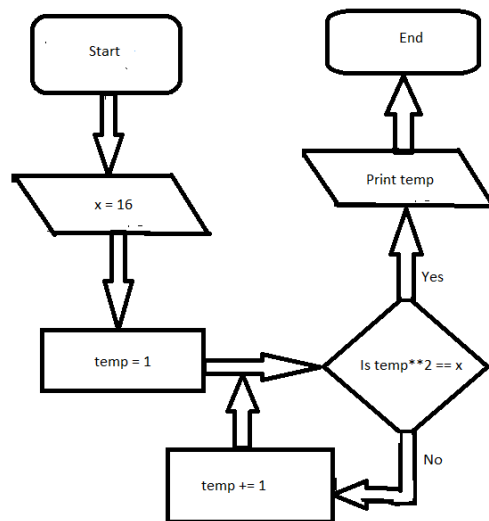 Start
End
x = 16
Print temp
Yes
temp = 1
Is temp**2 == x
No
temp += 1